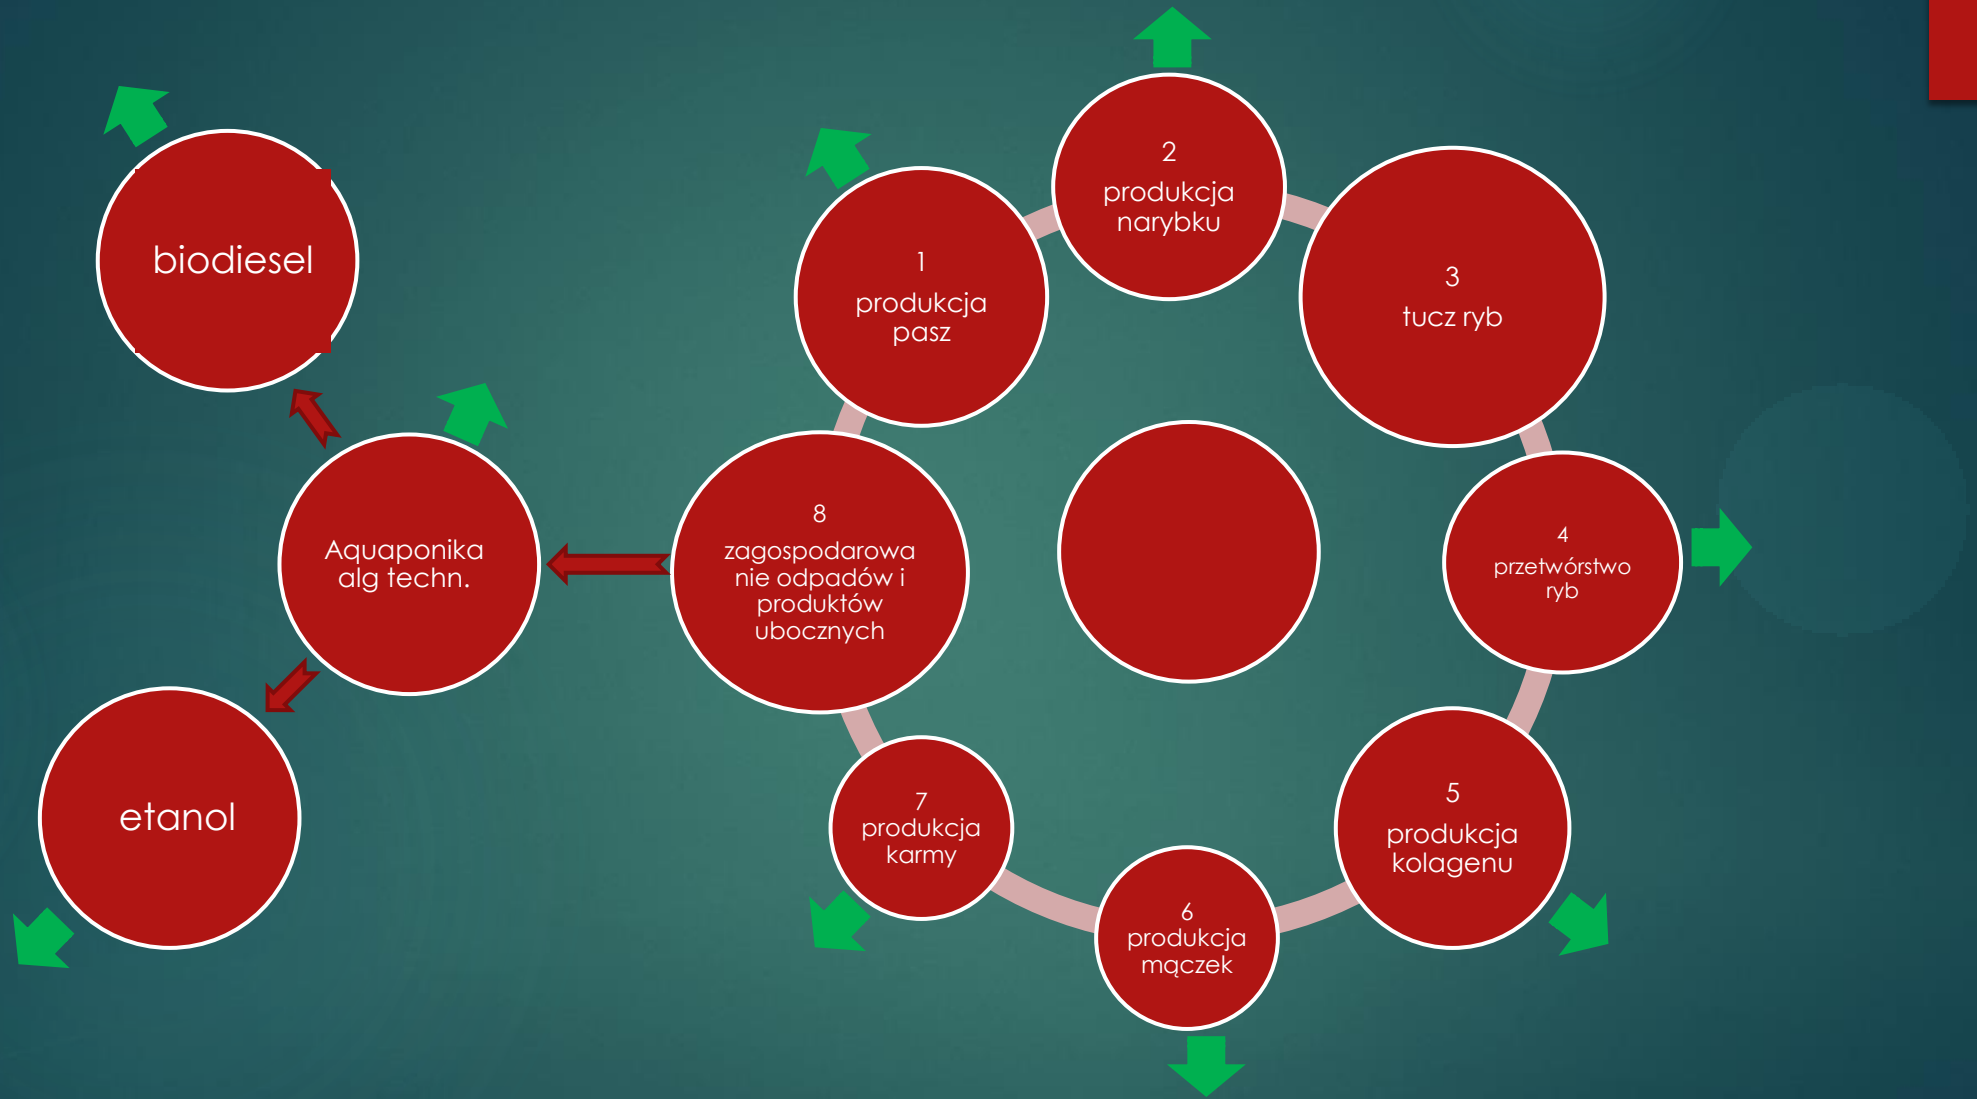 biodiesel
Aquaponika
alg techn.
etanol
1
produkcja
pasz
2
produkcja
narybku
3
tucz ryb
4
przetwórstwo
ryb
5
produkcja
kolagenu
6
produkcja
mączek
7
produkcja
karmy
8
zagospodarowa
nie odpadów i
produktów
ubocznych